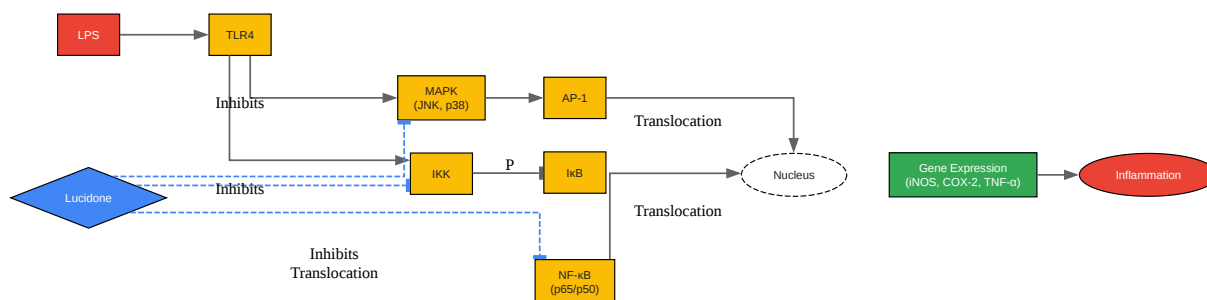 LPS
TLR4
MAPK
(JNK, p38)
AP-1
Inhibits
Translocation
P
IKK
IκB
Nucleus
Gene Expression
(iNOS, COX-2, TNF-α)
Inflammation
Lucidone
Inhibits
Translocation
Inhibits
Translocation
NF-κB
(p65/p50)